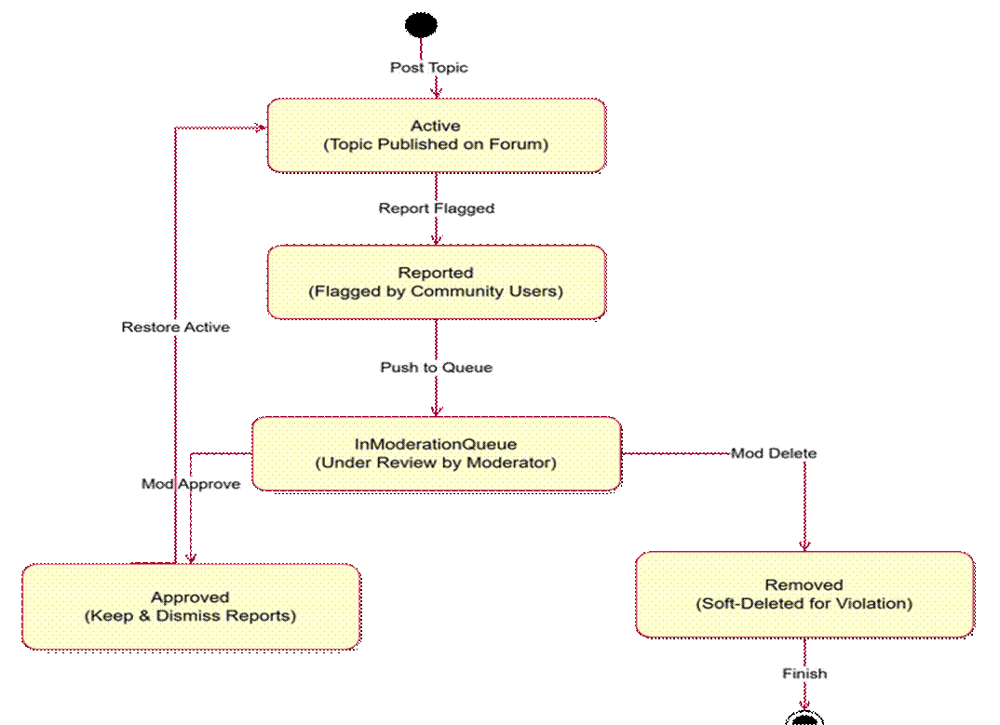 Post Topic
Active
(Topic Published on Forum)
Report Flagged
Reported
(Flagged by Community Users)
Restore Active
Push to Queue
InModerationQueue
(Under Review by Moderator)
Mod Delete
Mod Approve
Approved
(Keep & Dismiss Reports)
Removed
(Soft-Deleted for Violation)
Finish